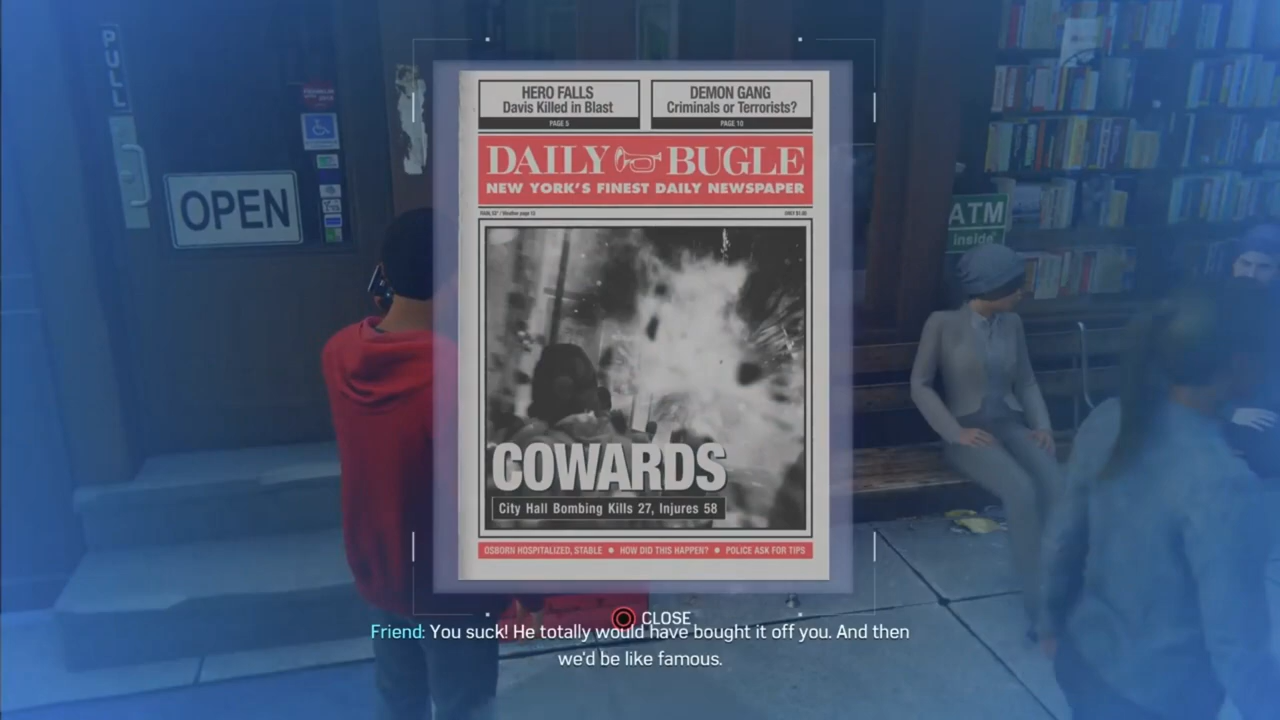 PULL
OPEN
HERO FALLS
Davis Killed in Blast
PAGE 5
DEMON GANG
Criminals or Terrorists?
PAGE 10
DAILY BUGLE
NEW YORK'S FINEST DAILY NEWSPAPER
COWARDS
City Hall Bombing Kills 27, Injures 58
OSBORN HOSPITALIZED, STABLE ● HOW DID THIS HAPPEN? ● POLICE ASK FOR TIPS
ATM
inside
CLOSE
Friend: You suck! He totally would have bought it off you. And then
we'd be like famous.